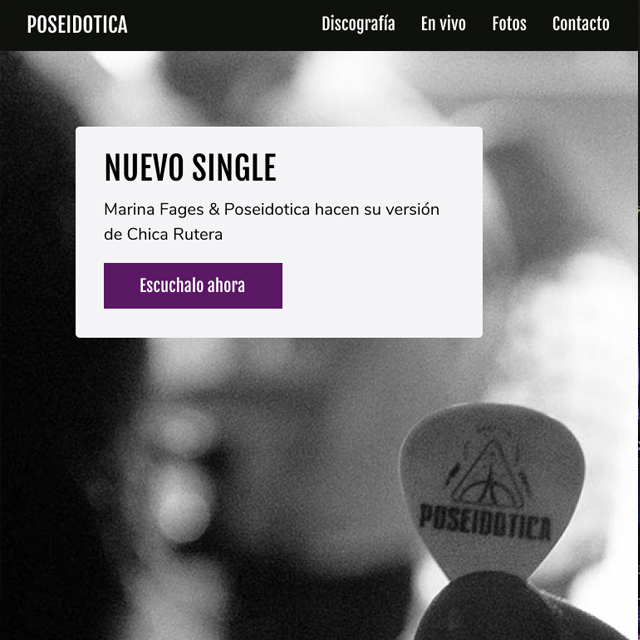 POSEIDOTICA
Discografía En vivo Fotos Contacto
NUEVO SINGLE
Marina Fages & Poseidotica hacen su versión
de Chica Rutera
Escuchalo ahora
POSEIDOTICA